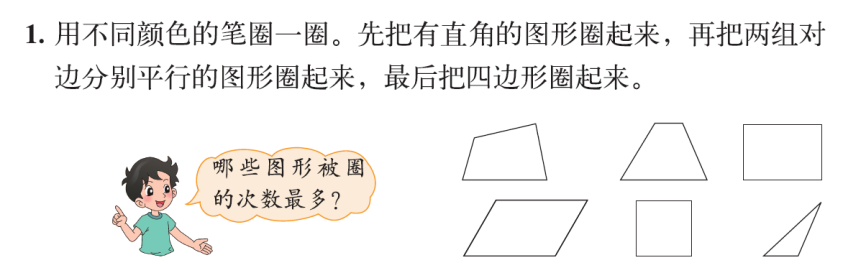 1. 用不同颜色的笔圈一圈。先把有直角的图形圈起来，再把两组对
边分别平行的图形圈起来，最后把四边形圈起来。
哪些图形被圈
的次数最多？